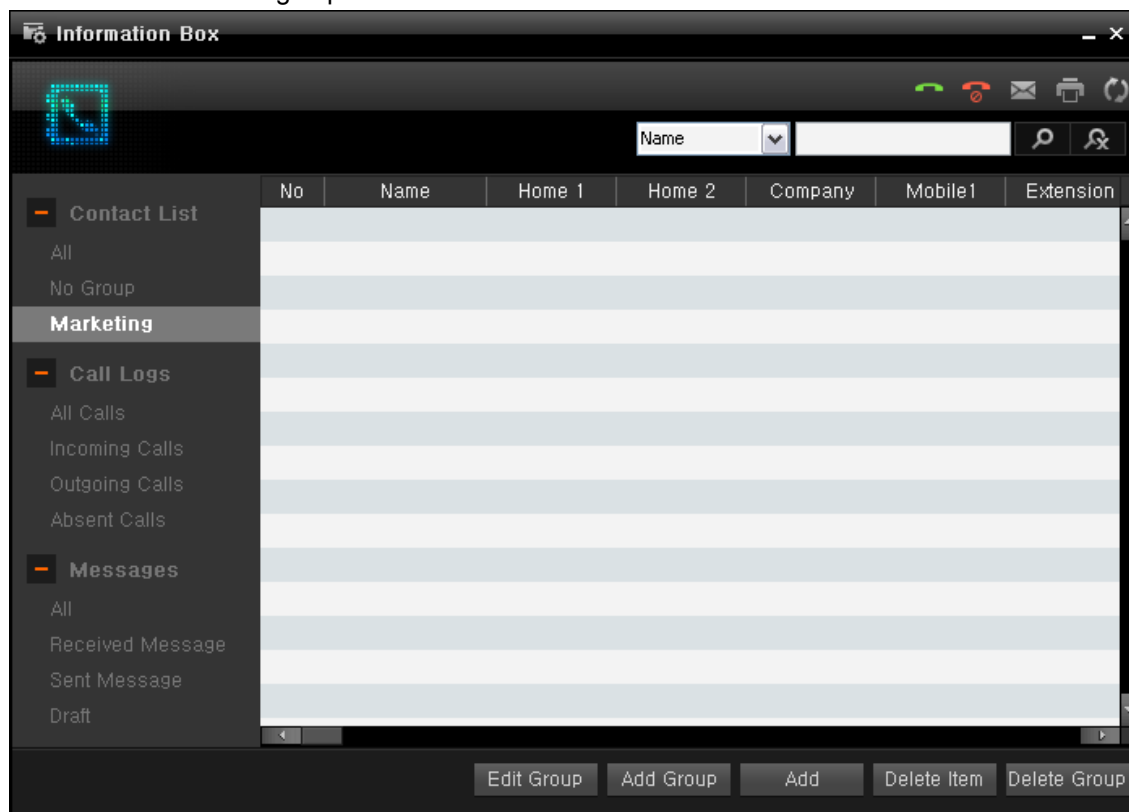 Information Box
Name
No Name Home 1 Home 2 Company Mobile1 Extension
Contact List
All
No Group
Marketing
Call Logs
All Calls
Incoming Calls
Outgoing Calls
Absent Calls
Messages
All
Received Message
Sent Message
Draft
Edit Group Add Group Add Delete Item Delete Group